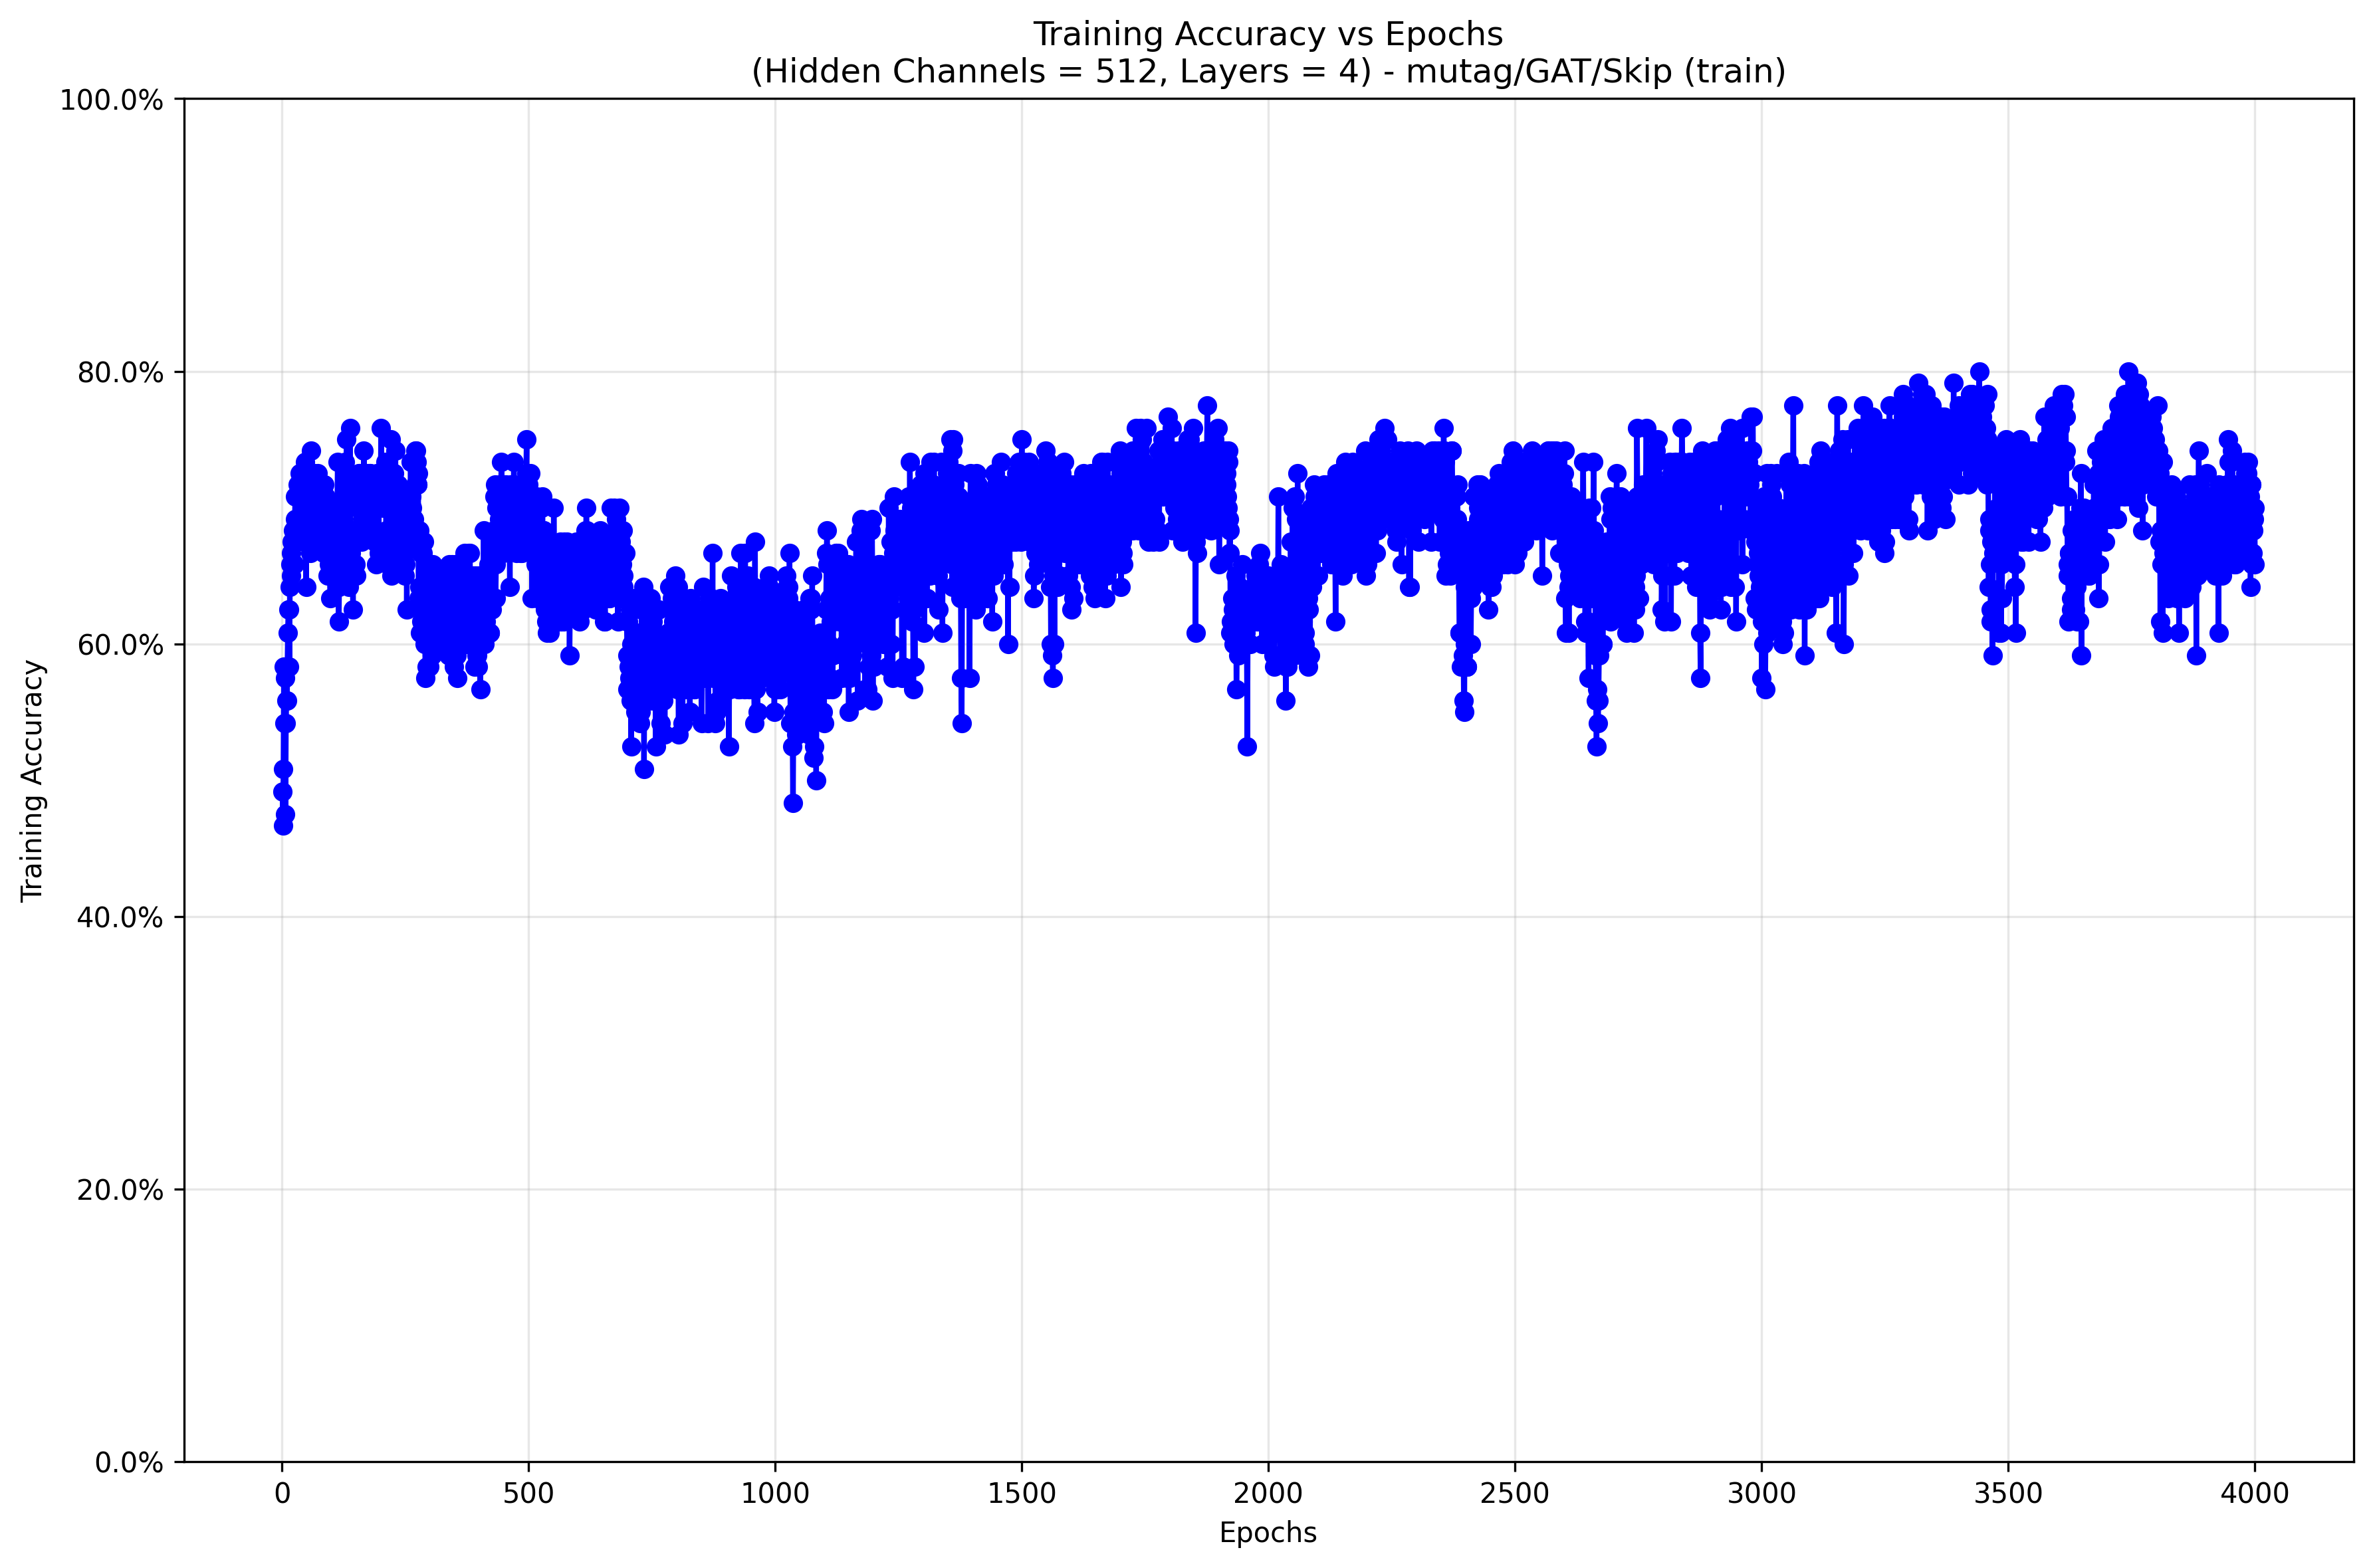 Training Accuracy vs Epochs
(Hidden Channels = 512, Layers = 4) - mutag/GAT/Skip (train)
100.0%
80.0%
60.0%
40.0%
20.0%
0.0%
Training Accuracy
0 500 1000 1500 2000 2500 3000 3500 4000
Epochs